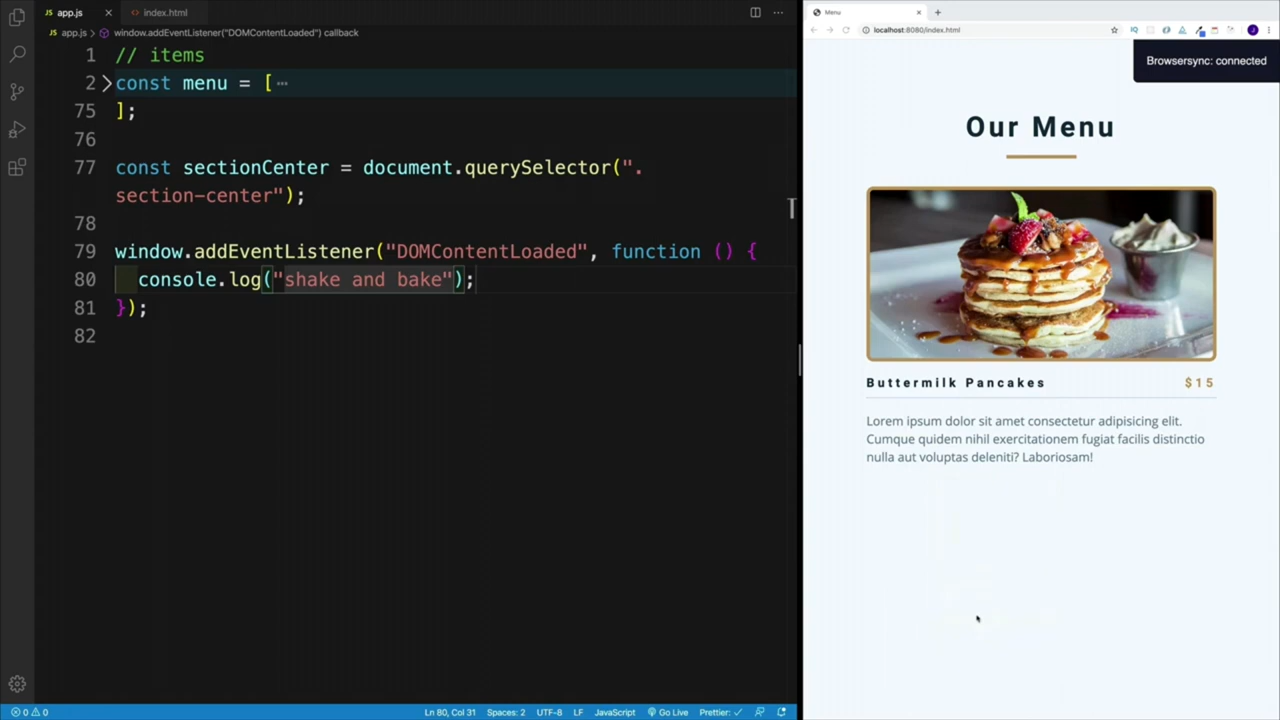 app.js
index.html
app.js > window.addEventListener("DOMContentLoaded") callback
1 // items
2 const menu = [ ⋯
75 ];
76
77 const sectionCenter = document.querySelector(".
section-center");
78
79 window.addEventListener("DOMContentLoaded", function () {
80 console.log("shake and bake");
81 });
82
0 0
Ln 80, Col 31
Spaces: 2
UTF-8
LF
JavaScript
Go Live
Prettier: ✓
Menu
localhost:8080/index.html
Browsersync: connected
Our Menu
Buttermilk Pancakes $15
Lorem ipsum dolor sit amet consectetur adipisicing elit.
Cumque quidem nihil exercitationem fugiat facilis distinctio
nulla aut voluptas deleniti? Laboriosam!